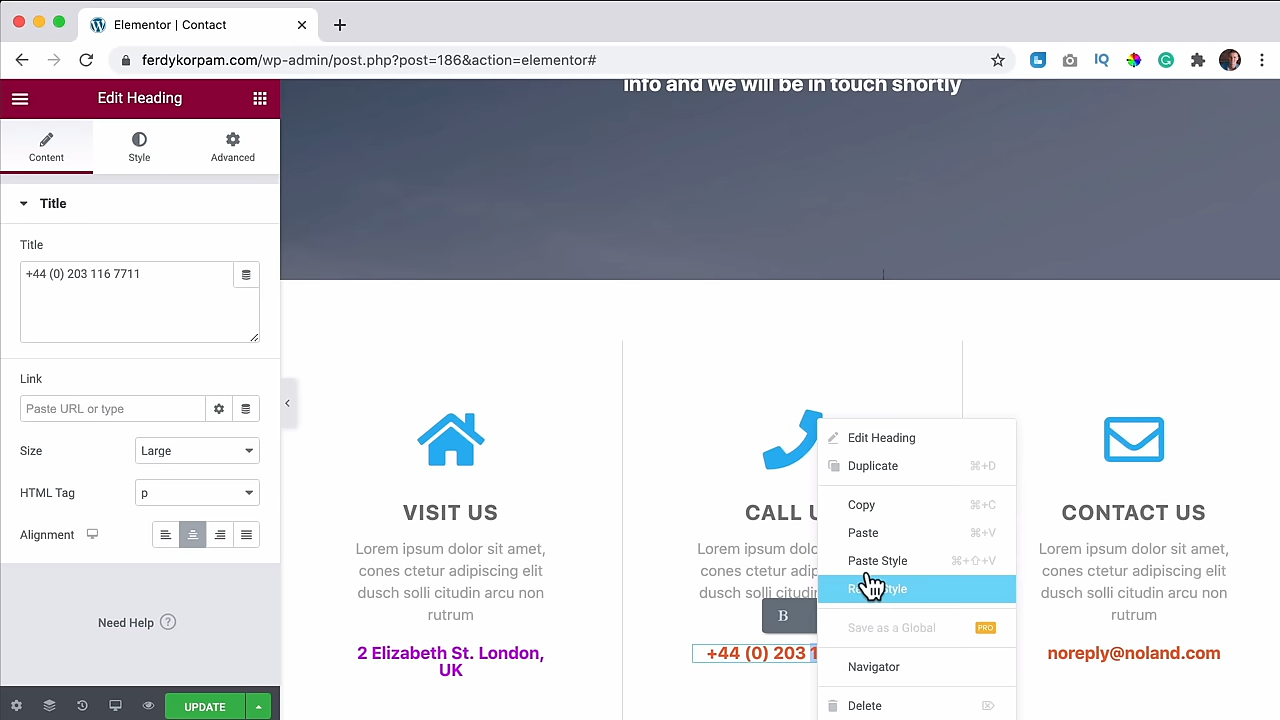 Elementor | Contact
ferdykorpam.com/wp-admin/post.php?post=186&action=elementor#
IQ
Edit Heading
Content
Style
Advanced
Title
Title
+44 (0) 203 116 7711
Link
Paste URL or type
Size
Large
HTML Tag
p
Alignment
Need Help
?
UPDATE
info and we will be in touch shortly
VISIT US
Lorem ipsum dolor sit amet,
cones ctetur adipiscing elit
dusch solli citudin arcu non
rutrum
2 Elizabeth St. London,
UK
CALL U
Lorem ipsum dolor
cones ctetur adip
dusch solli citudin
B
+44 (0) 203 1
Edit Heading
Duplicate ⌘+D
Copy ⌘+C
Paste ⌘+V
Paste Style ⌘+⇧+V
Style
Save as a Global PRO
Navigator
Delete
CONTACT US
Lorem ipsum dolor sit amet,
cones ctetur adipiscing elit
dusch solli citudin arcu non
rutrum
noreply@noland.com